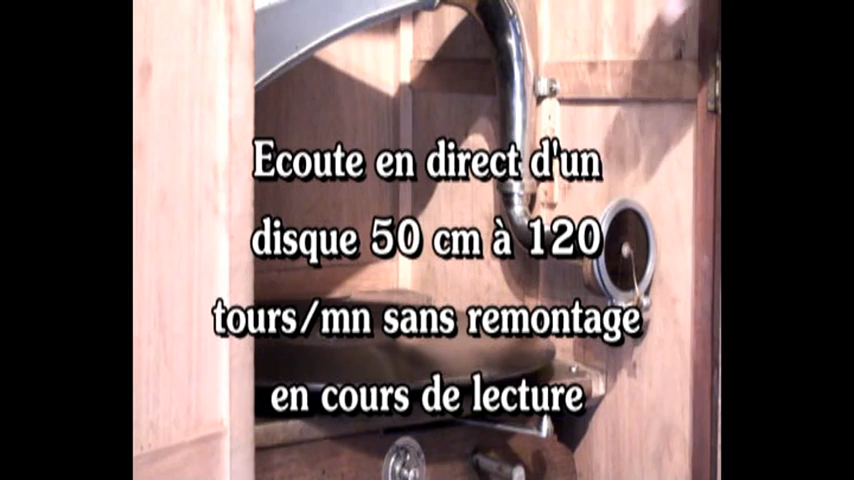 Ecoute en direct d'un
disque 50 cm à 120
tours/mn sans remontage
en cours de lecture